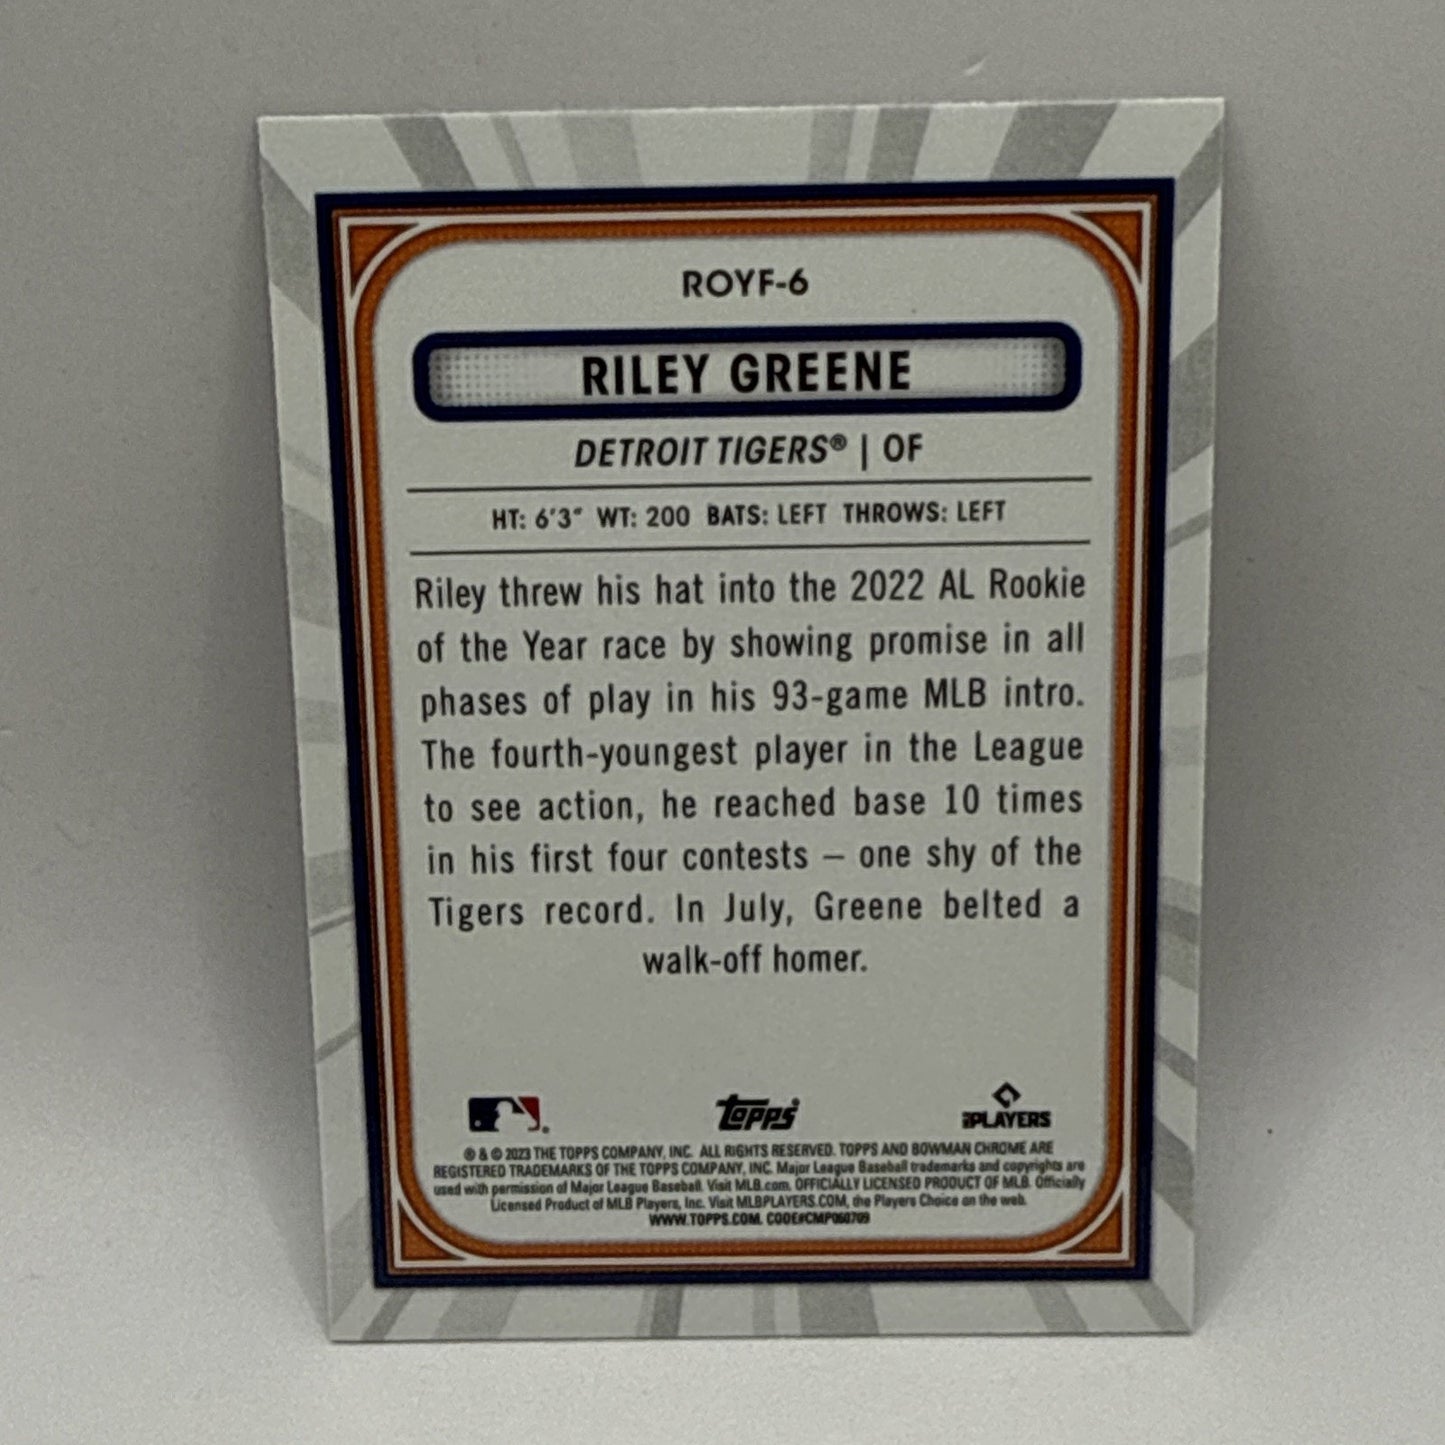 ROYF-6
RILEY GREENE
DETROIT TIGERS® | OF
HT: 6'3" WT: 200 BATS: LEFT THROWS: LEFT
Riley threw his hat into the 2022 AL Rookie
of the Year race by showing promise in all
phases of play in his 93-game MLB intro.
The fourth-youngest player in the League
to see action, he reached base 10 times
in his first four contests – one shy of the
Tigers record. In July, Greene belted a
walk-off homer.
Topps PLAYERS
® & © 2023 THE TOPPS COMPANY, INC. ALL RIGHTS RESERVED. TOPPS AND BOWMAN CHROME ARE
REGISTERED TRADEMARKS OF THE TOPPS COMPANY, INC. Major League Baseball trademarks and copyrights are
used with permission of Major League Baseball. Visit MLB.com. OFFICIALLY LICENSED PRODUCT OF MLB. Officially
Licensed Product of MLB Players, Inc. Visit MLBPLAYERS.COM, the Players Choice on the web.
WWW.TOPPS.COM. CODE#CMP060709